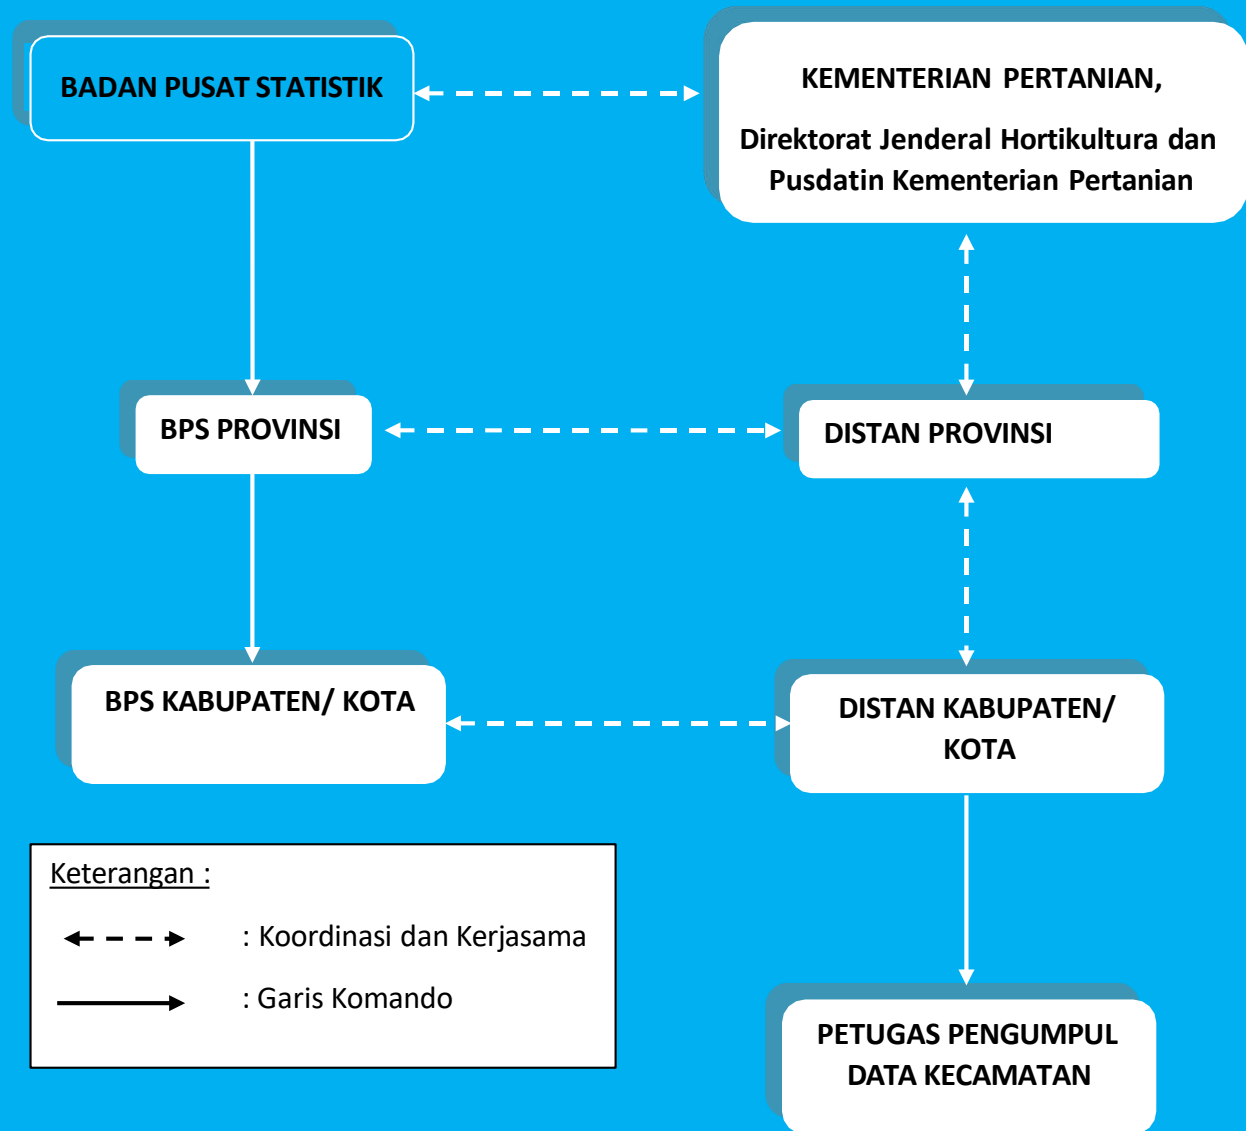 BADAN PUSAT STATISTIK
KEMENTERIAN PERTANIAN,
Direktorat Jenderal Hortikultura dan
Pusdatin Kementerian Pertanian
BPS PROVINSI
DISTAN PROVINSI
BPS KABUPATEN/ KOTA
DISTAN KABUPATEN/
KOTA
Keterangan :
: Koordinasi dan Kerjasama
: Garis Komando
PETUGAS PENGUMPUL
DATA KECAMATAN